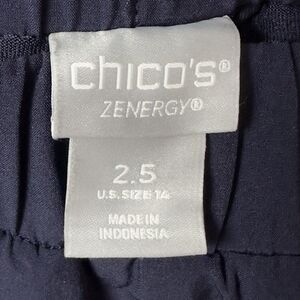 chico's®
ZENERGY®
2.5
U.S. SIZE 14
MADE IN
INDONESIA